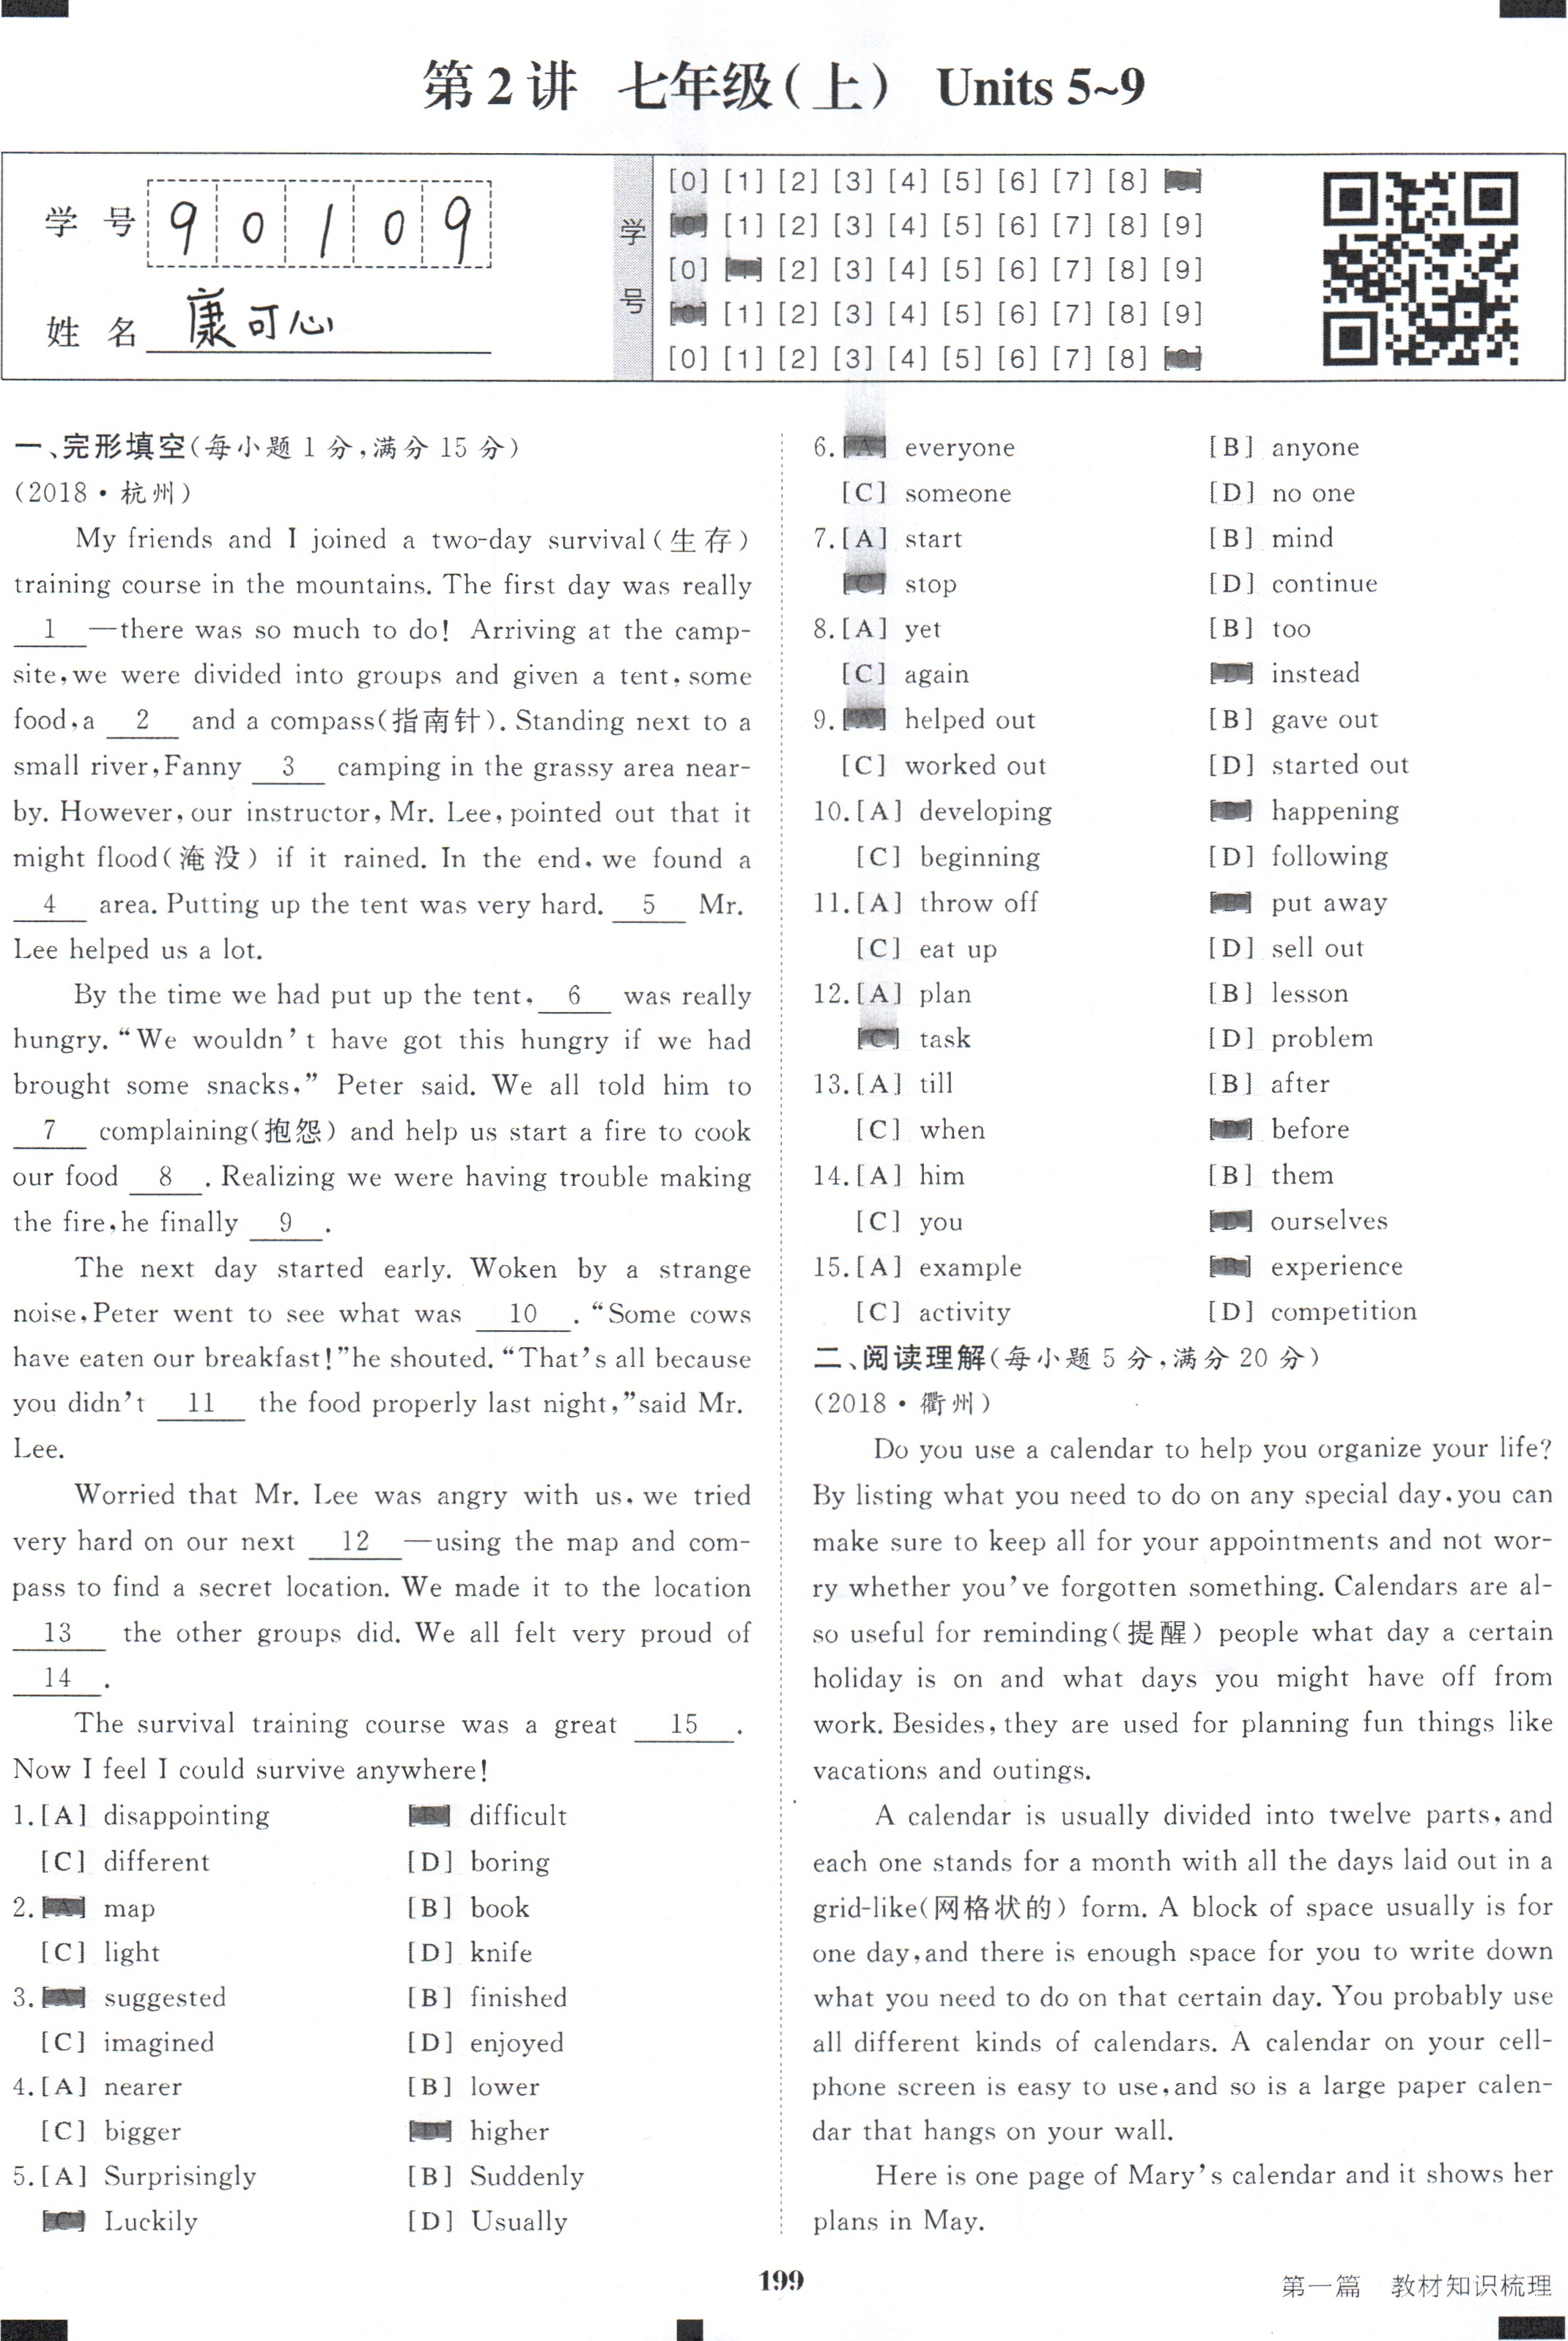 第2讲 七年级(上) Units 5~9
学号 90109
姓名 康可心
学号
[0] [1] [2] [3] [4] [5] [6] [7] [8]
[1] [2] [3] [4] [5] [6] [7] [8] [9]
[0] [2] [3] [4] [5] [6] [7] [8] [9]
[1] [2] [3] [4] [5] [6] [7] [8] [9]
[0] [1] [2] [3] [4] [5] [6] [7] [8]
一、完形填空(每小题1分,满分15分)
(2018·杭州)
My friends and I joined a two-day survival(生存)
training course in the mountains. The first day was really
1 —there was so much to do! Arriving at the camp-
site,we were divided into groups and given a tent, some
food,a 2 and a compass(指南针). Standing next to a
small river,Fanny 3 camping in the grassy area near-
by. However,our instructor,Mr. Lee,pointed out that it
might flood(淹没) if it rained. In the end, we found a
4 area. Putting up the tent was very hard. 5 Mr.
Lee helped us a lot.
By the time we had put up the tent, 6 was really
hungry. “We wouldn’t have got this hungry if we had
brought some snacks,” Peter said. We all told him to
7 complaining(抱怨) and help us start a fire to cook
our food 8 . Realizing we were having trouble making
the fire,he finally 9 .
The next day started early. Woken by a strange
noise,Peter went to see what was 10 . “Some cows
have eaten our breakfast!”he shouted. “That’s all because
you didn’t 11 the food properly last night,”said Mr.
Lee.
Worried that Mr. Lee was angry with us, we tried
very hard on our next 12 —using the map and com-
pass to find a secret location. We made it to the location
13 the other groups did. We all felt very proud of
14 .
The survival training course was a great 15 .
Now I feel I could survive anywhere!
1.[A] disappointing [B] difficult
[C] different [D] boring
2.[A] map [B] book
[C] light [D] knife
3.[A] suggested [B] finished
[C] imagined [D] enjoyed
4.[A] nearer [B] lower
[C] bigger [D] higher
5.[A] Surprisingly [B] Suddenly
[C] Luckily [D] Usually
6.[A] everyone [B] anyone
[C] someone [D] no one
7.[A] start [B] mind
[C] stop [D] continue
8.[A] yet [B] too
[C] again [D] instead
9.[A] helped out [B] gave out
[C] worked out [D] started out
10.[A] developing [B] happening
[C] beginning [D] following
11.[A] throw off [B] put away
[C] eat up [D] sell out
12.[A] plan [B] lesson
[C] task [D] problem
13.[A] till [B] after
[C] when [D] before
14.[A] him [B] them
[C] you [D] ourselves
15.[A] example [B] experience
[C] activity [D] competition
二、阅读理解(每小题5分,满分20分)
(2018·衢州)
Do you use a calendar to help you organize your life?
By listing what you need to do on any special day,you can
make sure to keep all for your appointments and not wor-
ry whether you’ve forgotten something. Calendars are al-
so useful for reminding(提醒) people what day a certain
holiday is on and what days you might have off from
work. Besides,they are used for planning fun things like
vacations and outings.
A calendar is usually divided into twelve parts, and
each one stands for a month with all the days laid out in a
grid-like(网格状的) form. A block of space usually is for
one day,and there is enough space for you to write down
what you need to do on that certain day. You probably use
all different kinds of calendars. A calendar on your cell-
phone screen is easy to use,and so is a large paper calen-
dar that hangs on your wall.
Here is one page of Mary’s calendar and it shows her
plans in May.
199
第一篇 教材知识梳理